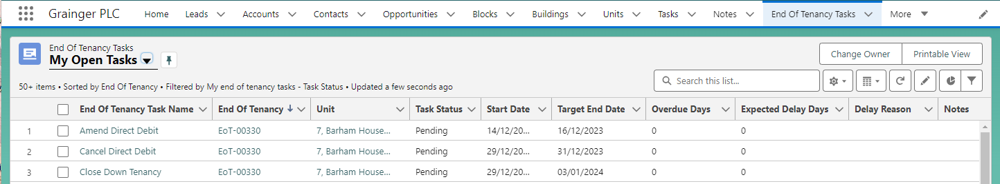 Grainger PLC Home Leads Accounts Contacts Opportunities Blocks Buildings Units Tasks Notes End Of Tenancy Tasks More
End Of Tenancy Tasks
My Open Tasks
Change Owner Printable View
Search this list...
50+ items • Sorted by End Of Tenancy • Filtered by My end of tenancy tasks - Task Status • Updated a few seconds ago
End Of Tenancy Task Name End Of Tenancy Unit Task Status Start Date Target End Date Overdue Days Expected Delay Days Delay Reason Notes
1 Amend Direct Debit EoT-00330 7, Barham House... Pending 14/12/20... 16/12/2023 0 0
2 Cancel Direct Debit EoT-00330 7, Barham House... Pending 29/12/20... 31/12/2023 0 0
3 Close Down Tenancy EoT-00330 7, Barham House... Pending 29/12/20... 03/01/2024 0 0